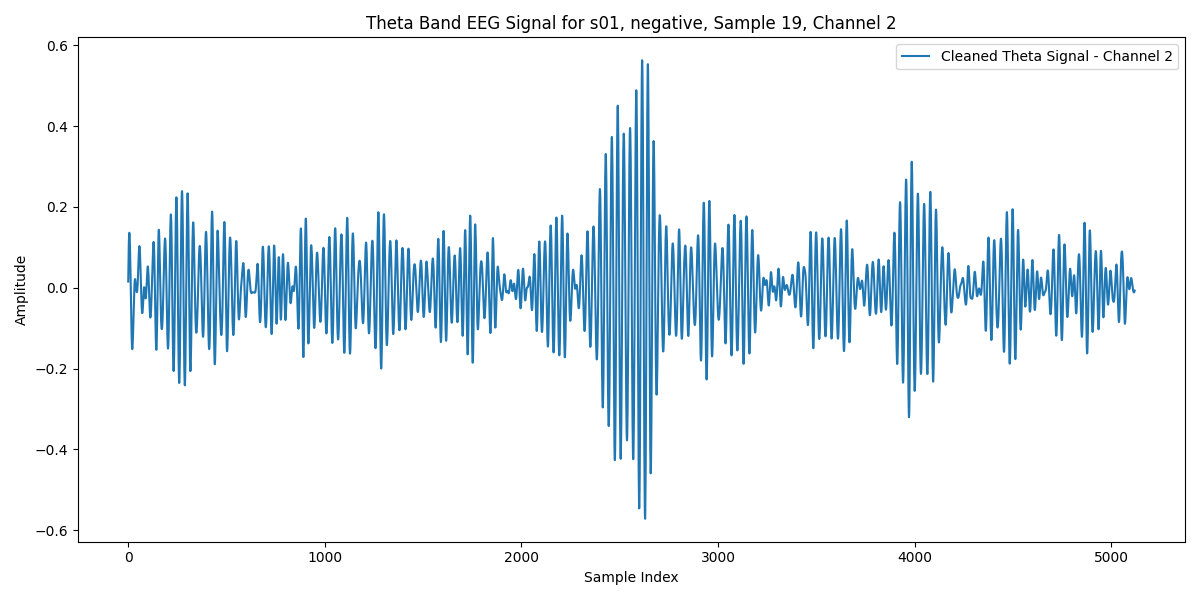 Theta Band EEG Signal for s01, negative, Sample 19, Channel 2
Cleaned Theta Signal - Channel 2
Amplitude
0.6
0.4
0.2
0.0
−0.2
−0.4
−0.6
0 1000 2000 3000 4000 5000
Sample Index